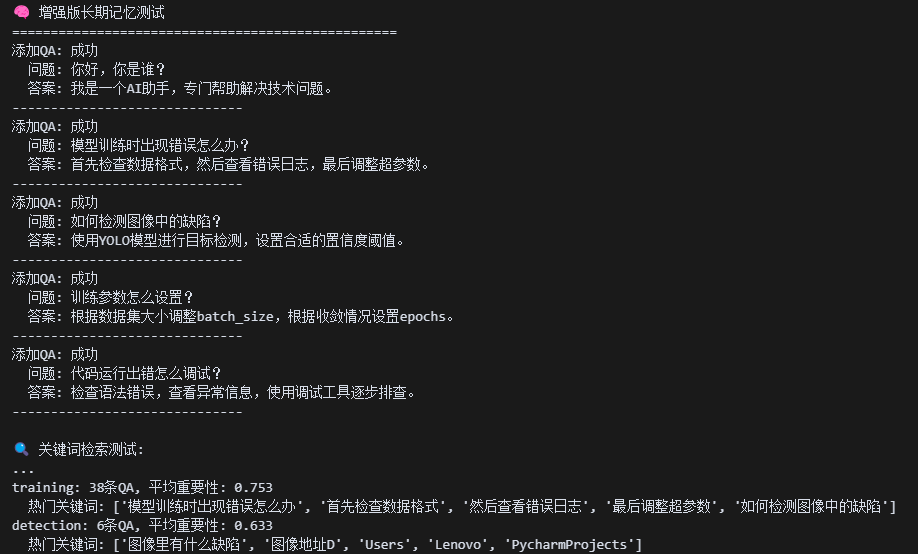 🧠 增强版长期记忆测试
==================================================
添加QA: 成功
问题: 你好，你是谁？
答案: 我是一个AI助手，专门帮助解决技术问题。
------------------------------
添加QA: 成功
问题: 模型训练时出现错误怎么办？
答案: 首先检查数据格式，然后查看错误日志，最后调整超参数。
------------------------------
添加QA: 成功
问题: 如何检测图像中的缺陷？
答案: 使用YOLO模型进行目标检测，设置合适的置信度阈值。
------------------------------
添加QA: 成功
问题: 训练参数怎么设置？
答案: 根据数据集大小调整batch_size，根据收敛情况设置epochs。
------------------------------
添加QA: 成功
问题: 代码运行出错怎么调试？
答案: 检查语法错误，查看异常信息，使用调试工具逐步排查。
------------------------------
🔍 关键词检索测试:
...
training: 38条QA, 平均重要性: 0.753
热门关键词: ['模型训练时出现错误怎么办', '首先检查数据格式', '然后查看错误日志', '最后调整超参数', '如何检测图像中的缺陷']
detection: 6条QA, 平均重要性: 0.633
热门关键词: ['图像里有什么缺陷', '图像地址D', 'Users', 'Lenovo', 'PycharmProjects']